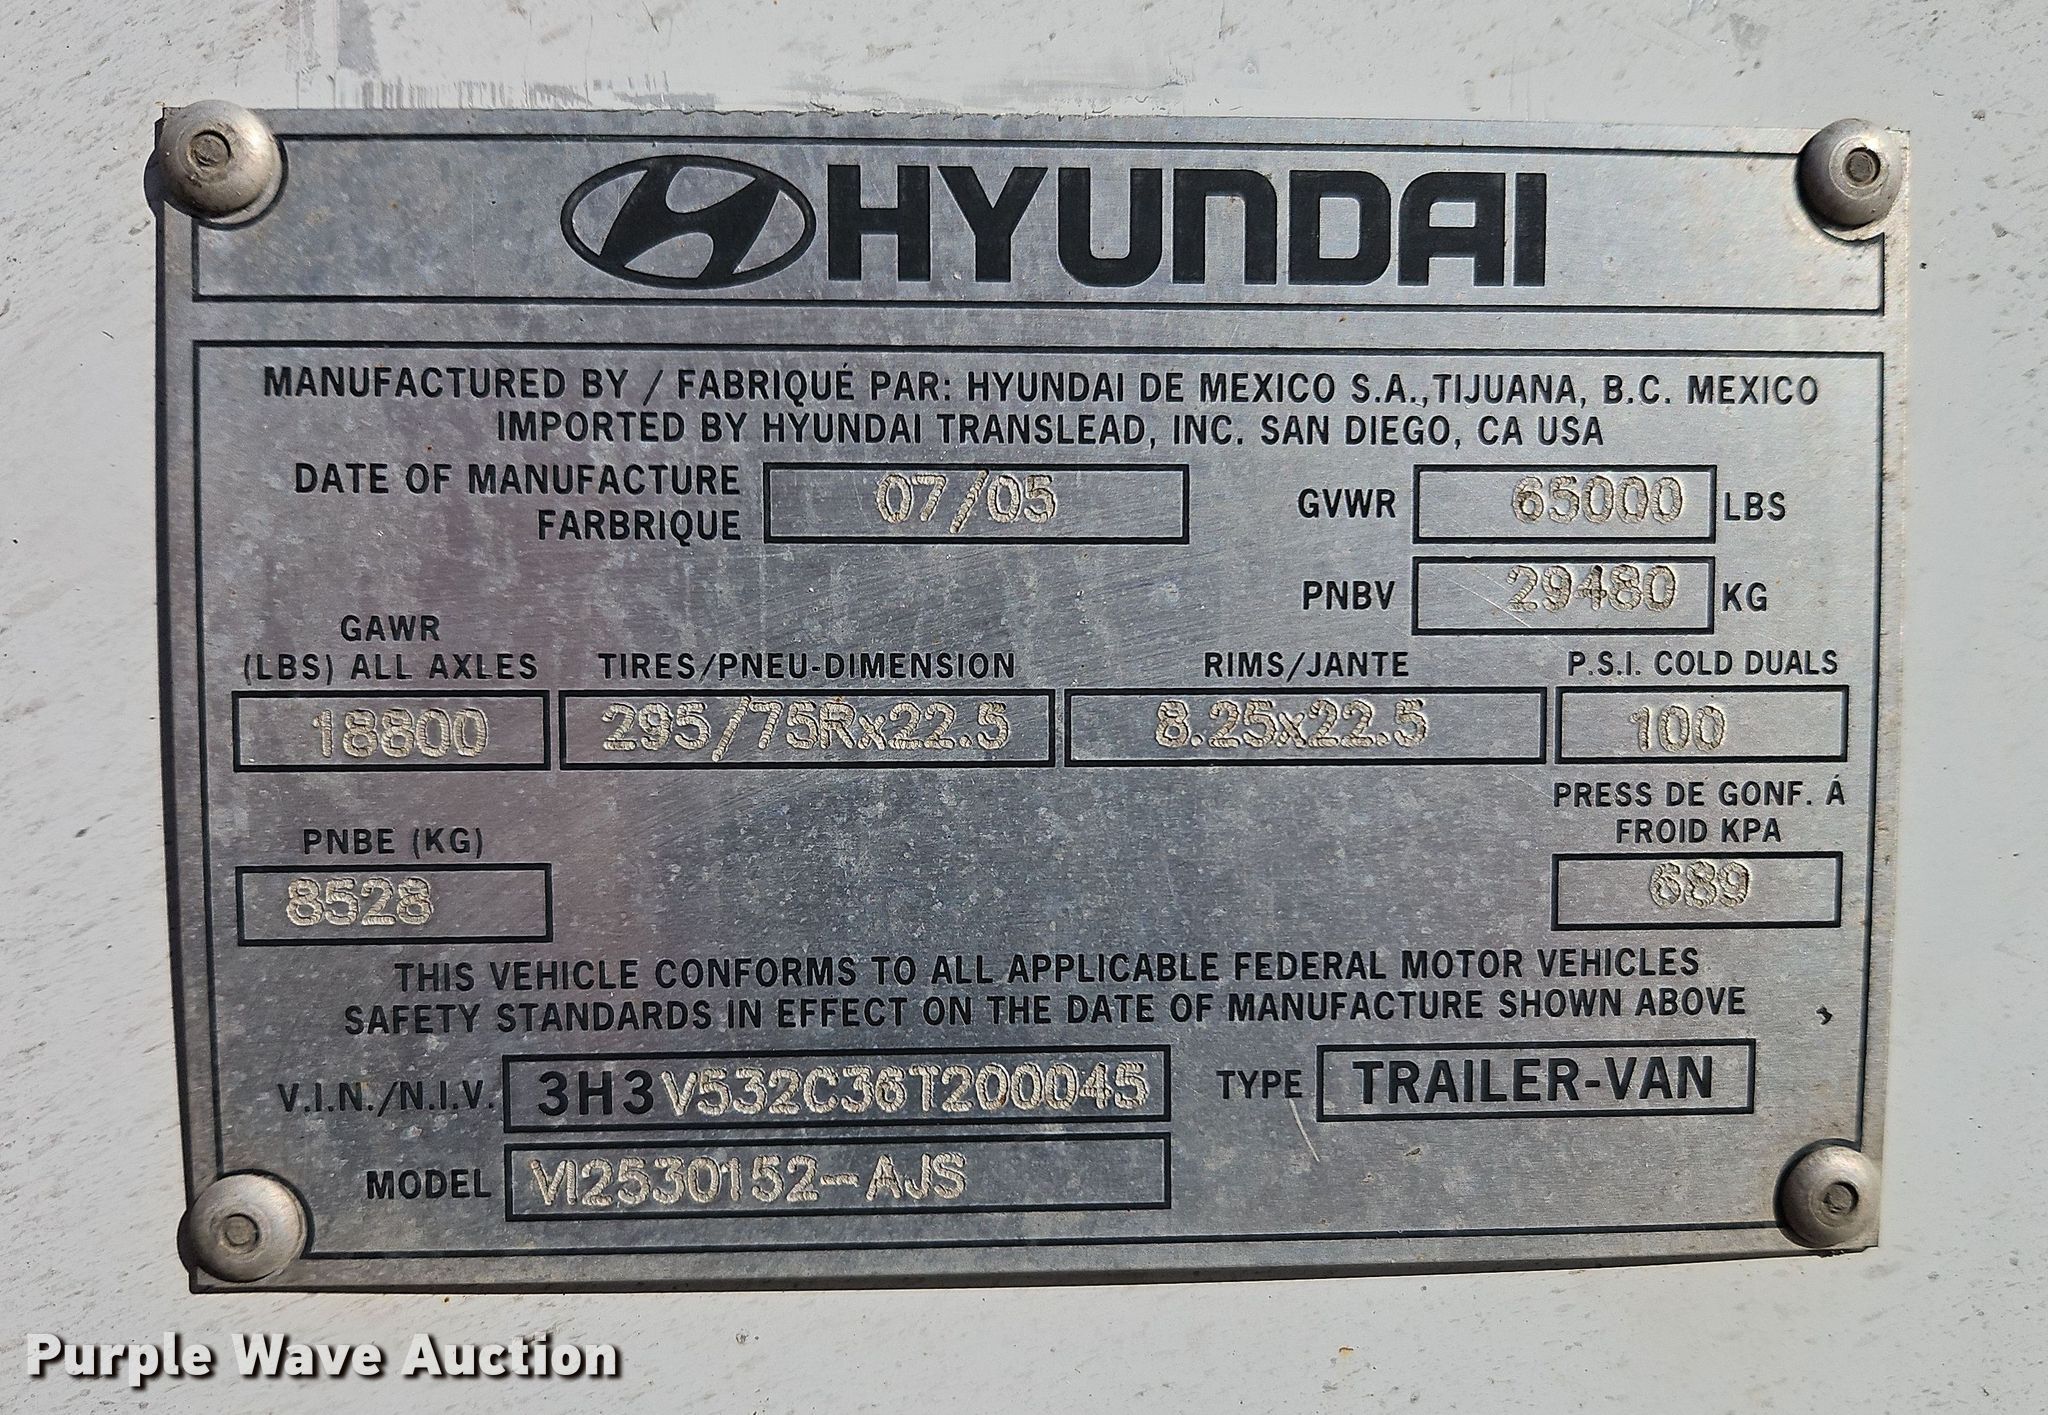 HYUNDAI
MANUFACTURED BY / FABRIQUÉ PAR: HYUNDAI DE MEXICO S.A., TIJUANA, B.C. MEXICO
IMPORTED BY HYUNDAI TRANSLEAD, INC. SAN DIEGO, CA USA
DATE OF MANUFACTURE 07/05 GVWR 65000 LBS
FARBRIQUE
PNBV 29480 KG
GAWR
(LBS) ALL AXLES TIRES/PNEU-DIMENSION RIMS/JANTE P.S.I. COLD DUALS
18800 295/75Rx22.5 8.25x22.5 100
PRESS DE GONF. Á
PNBE (KG) FROID KPA
8528 689
THIS VEHICLE CONFORMS TO ALL APPLICABLE FEDERAL MOTOR VEHICLES
SAFETY STANDARDS IN EFFECT ON THE DATE OF MANUFACTURE SHOWN ABOVE
V.I.N./N.I.V. 3H3V532C36T200045 TYPE TRAILER-VAN
MODEL VI2530152-AJS
Purple Wave Auction